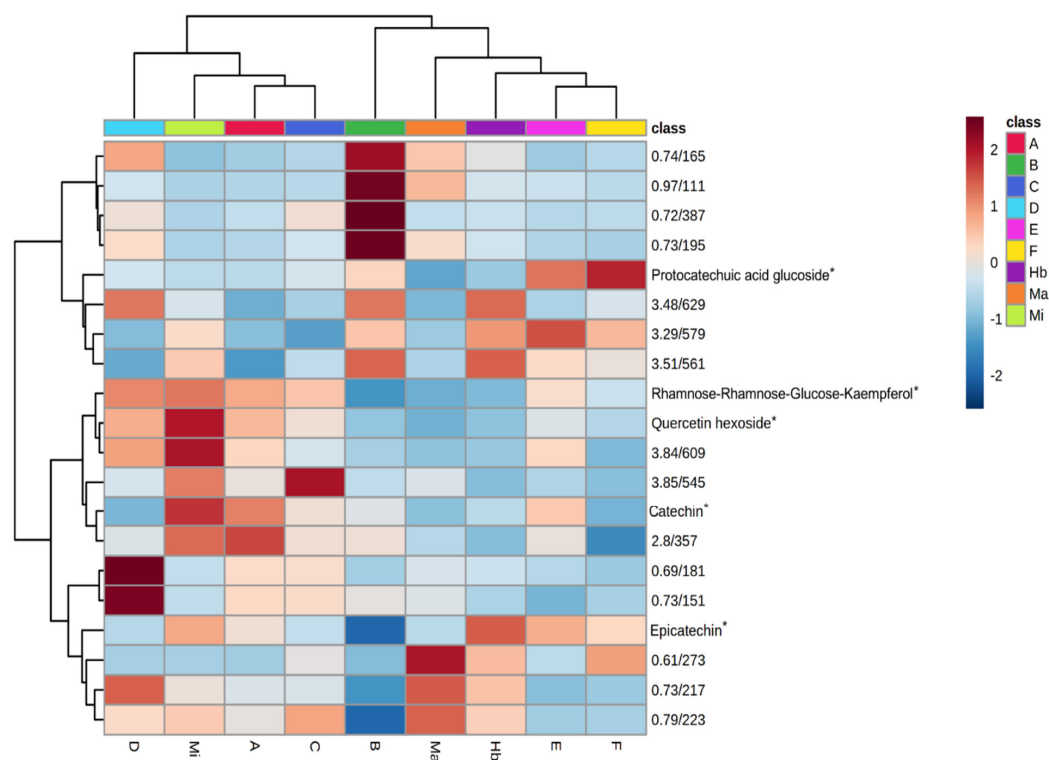 class
0.74/165
0.97/111
0.72/387
0.73/195
Protocatechuic acid glucoside*
3.48/629
3.29/579
3.51/561
Rhamnose-Rhamnose-Glucose-Kaempferol*
Quercetin hexoside*
3.84/609
3.85/545
Catechin*
2.8/357
0.69/181
0.73/151
Epicatechin*
0.61/273
0.73/217
0.79/223
D Mi A C B Ma Hb E F
2
1
0
-1
-2
class
A
B
C
D
E
F
Hb
Ma
Mi